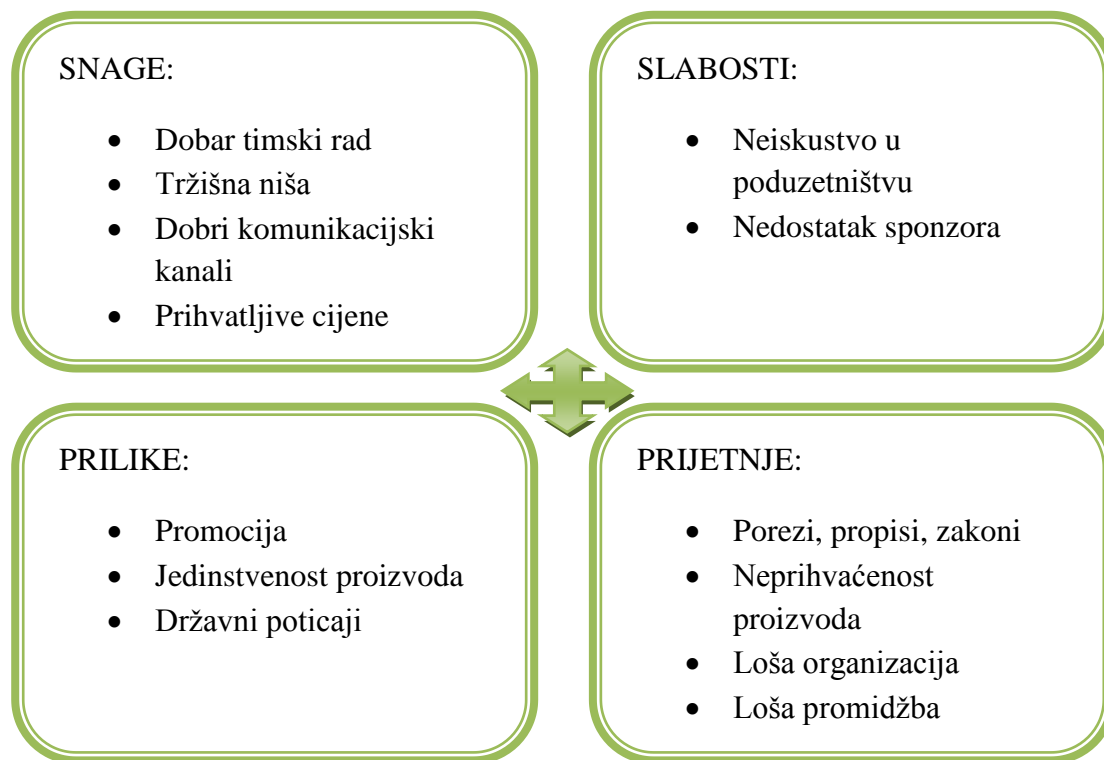 SNAGE:
• Dobar timski rad
• Tržišna niša
• Dobri komunikacijski
kanali
• Prihvatljive cijene
SLABOSTI:
• Neiskustvo u
poduzetništvu
• Nedostatak sponzora
PRILIKE:
• Promocija
• Jedinstvenost proizvoda
• Državni poticaji
PRIJETNJE:
• Porezi, propisi, zakoni
• Neprihvaćenost
proizvoda
• Loša organizacija
• Loša promidžba